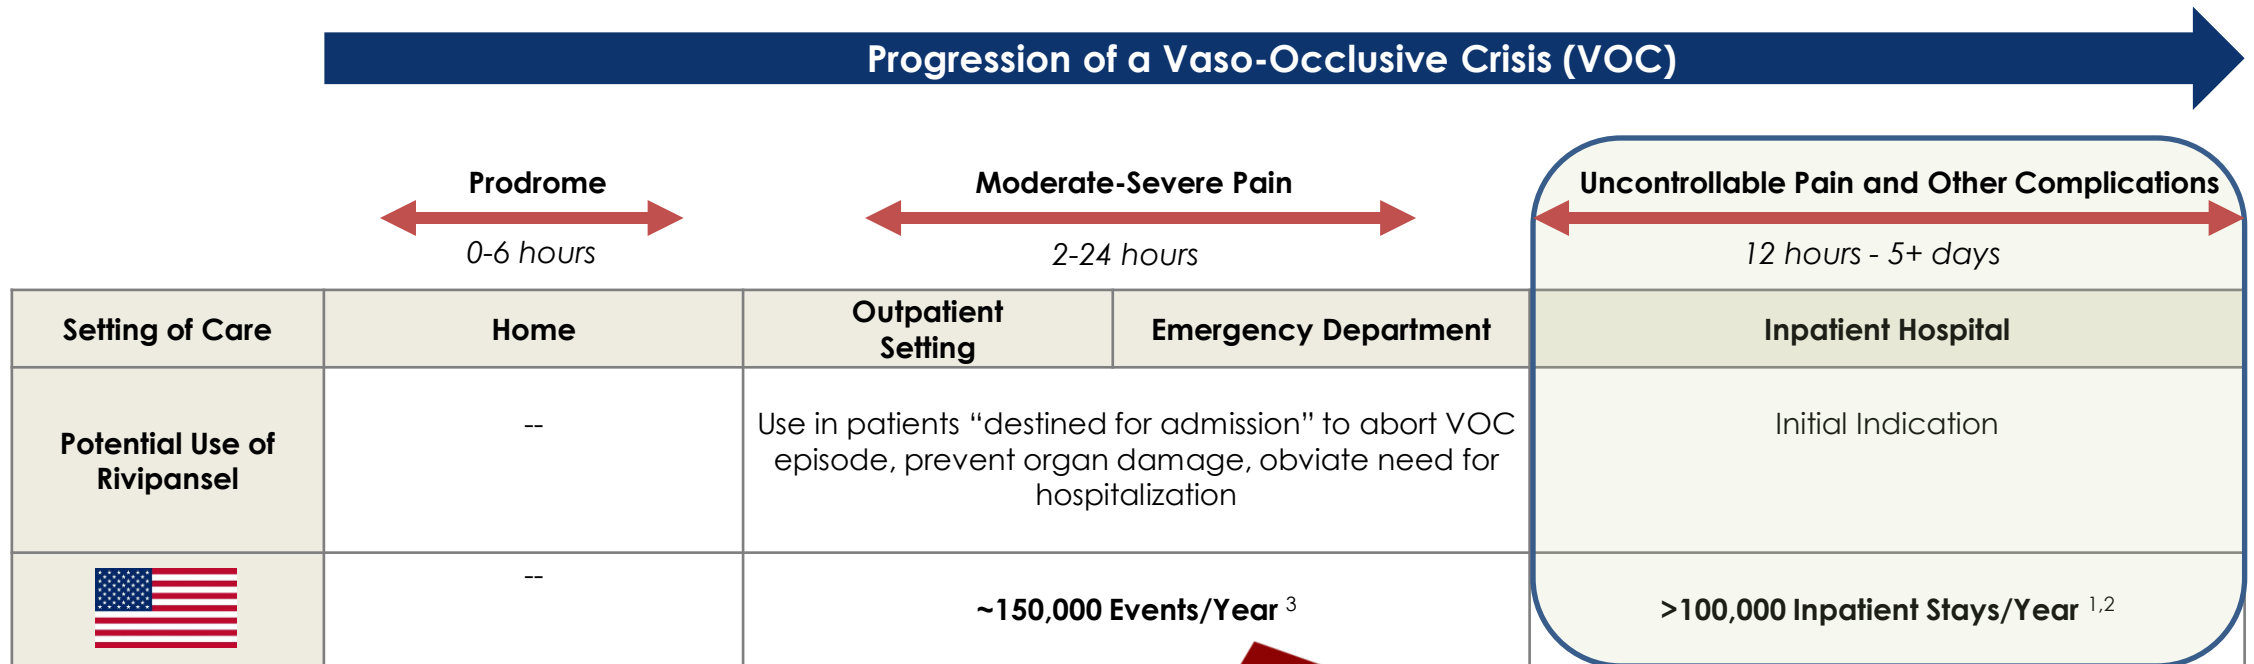 Progression of a Vaso-Occlusive Crisis (VOC)
Prodrome
Moderate-Severe Pain
Uncontrollable Pain and Other Complications
0-6 hours
2-24 hours
12 hours - 5+ days
Setting of Care
Home
Outpatient
Setting
Emergency Department
Inpatient Hospital
Potential Use of
Rivipansel
--
Use in patients “destined for admission” to abort VOC
episode, prevent organ damage, obviate need for
hospitalization
Initial Indication
--
~150,000 Events/Year 3
>100,000 Inpatient Stays/Year 1,2